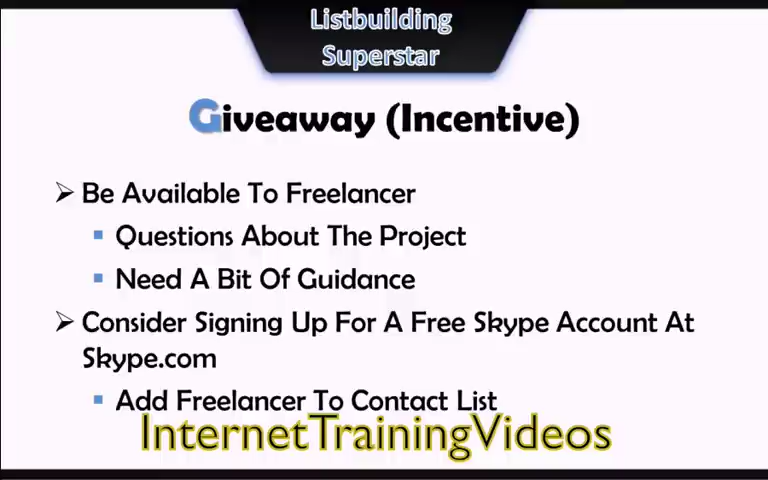 Listbuilding
Superstar
Giveaway (Incentive)
Be Available To Freelancer
Questions About The Project
Need A Bit Of Guidance
Consider Signing Up For A Free Skype Account At
Skype.com
Add Freelancer To Contact List
InternetTrainingVideos